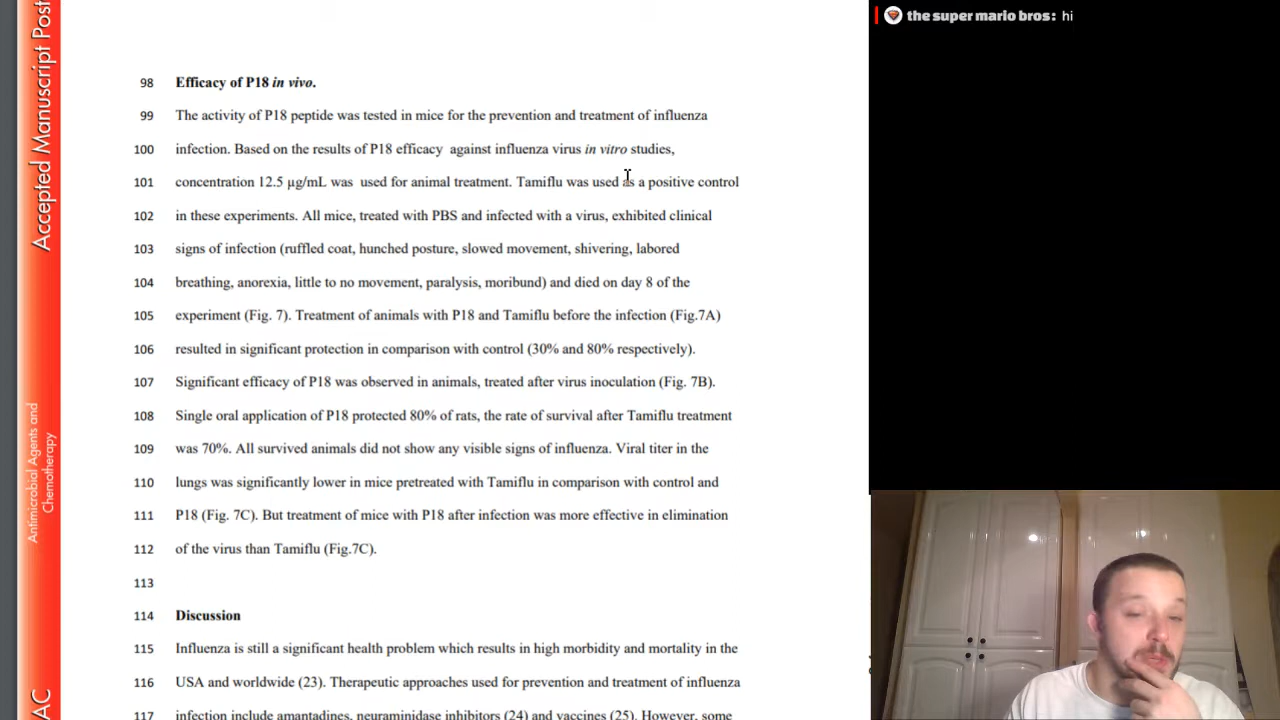 Accepted Manuscript Post
Antimicrobial Agents and
Chemotherapy
AC
98 Efficacy of P18 in vivo.
99 The activity of P18 peptide was tested in mice for the prevention and treatment of influenza
100 infection. Based on the results of P18 efficacy against influenza virus in vitro studies,
101 concentration 12.5 µg/mL was used for animal treatment. Tamiflu was used as a positive control
102 in these experiments. All mice, treated with PBS and infected with a virus, exhibited clinical
103 signs of infection (ruffled coat, hunched posture, slowed movement, shivering, labored
104 breathing, anorexia, little to no movement, paralysis, moribund) and died on day 8 of the
105 experiment (Fig. 7). Treatment of animals with P18 and Tamiflu before the infection (Fig.7A)
106 resulted in significant protection in comparison with control (30% and 80% respectively).
107 Significant efficacy of P18 was observed in animals, treated after virus inoculation (Fig. 7B).
108 Single oral application of P18 protected 80% of rats, the rate of survival after Tamiflu treatment
109 was 70%. All survived animals did not show any visible signs of influenza. Viral titer in the
110 lungs was significantly lower in mice pretreated with Tamiflu in comparison with control and
111 P18 (Fig. 7C). But treatment of mice with P18 after infection was more effective in elimination
112 of the virus than Tamiflu (Fig.7C).
113
114 Discussion
115 Influenza is still a significant health problem which results in high morbidity and mortality in the
116 USA and worldwide (23). Therapeutic approaches used for prevention and treatment of influenza
117 infection include amantadines, neuraminidase inhibitors (24) and vaccines (25). However, some
the super mario bros: hi